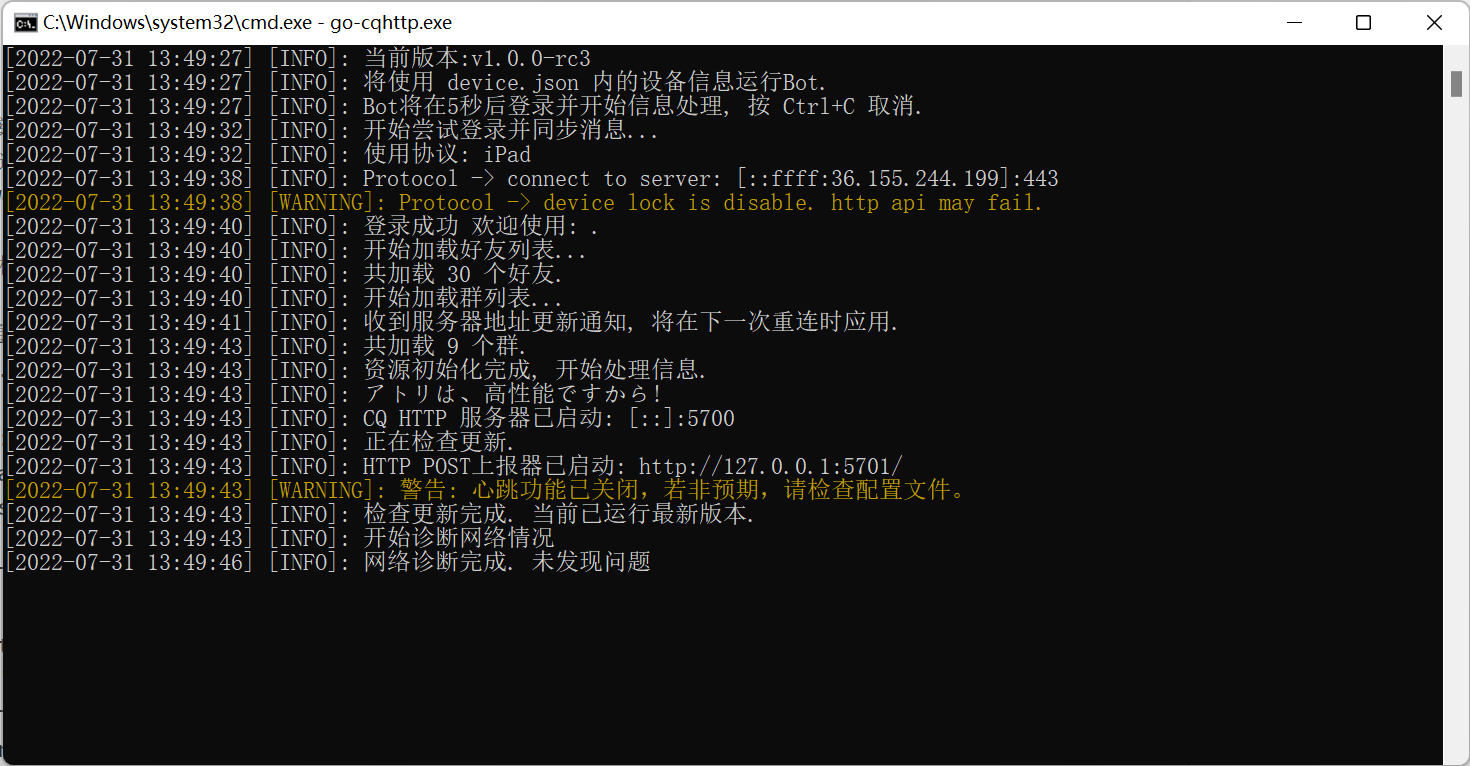 C:\Windows\system32\cmd.exe - go-cqhttp.exe
[2022-07-31 13:49:27] [INFO]: 当前版本:v1.0.0-rc3
[2022-07-31 13:49:27] [INFO]: 将使用 device.json 内的设备信息运行Bot.
[2022-07-31 13:49:27] [INFO]: Bot将在5秒后登录并开始信息处理, 按 Ctrl+C 取消.
[2022-07-31 13:49:32] [INFO]: 开始尝试登录并同步消息...
[2022-07-31 13:49:32] [INFO]: 使用协议: iPad
[2022-07-31 13:49:38] [INFO]: Protocol -> connect to server: [::ffff:36.155.244.199]:443
[2022-07-31 13:49:38] [WARNING]: Protocol -> device lock is disable. http api may fail.
[2022-07-31 13:49:40] [INFO]: 登录成功 欢迎使用: .
[2022-07-31 13:49:40] [INFO]: 开始加载好友列表...
[2022-07-31 13:49:40] [INFO]: 共加载 30 个好友.
[2022-07-31 13:49:40] [INFO]: 开始加载群列表...
[2022-07-31 13:49:41] [INFO]: 收到服务器地址更新通知, 将在下一次重连时应用.
[2022-07-31 13:49:43] [INFO]: 共加载 9 个群.
[2022-07-31 13:49:43] [INFO]: 资源初始化完成, 开始处理信息.
[2022-07-31 13:49:43] [INFO]: アトリは、高性能ですから!
[2022-07-31 13:49:43] [INFO]: CQ HTTP 服务器已启动: [::]:5700
[2022-07-31 13:49:43] [INFO]: 正在检查更新.
[2022-07-31 13:49:43] [INFO]: HTTP POST上报器已启动: http://127.0.0.1:5701/
[2022-07-31 13:49:43] [WARNING]: 警告: 心跳功能已关闭，若非预期，请检查配置文件。
[2022-07-31 13:49:43] [INFO]: 检查更新完成. 当前已运行最新版本.
[2022-07-31 13:49:43] [INFO]: 开始诊断网络情况
[2022-07-31 13:49:46] [INFO]: 网络诊断完成. 未发现问题